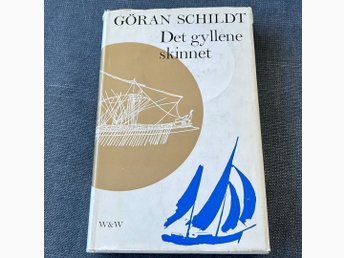 GÖRAN SCHILDT
Det gyllene
skinnet
W&W